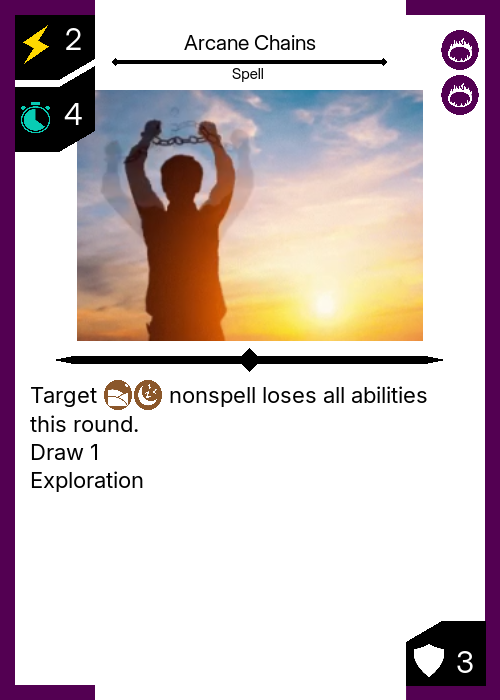 2
4
Arcane Chains
Spell
Target nonspell loses all abilities
this round.
Draw 1
Exploration
3